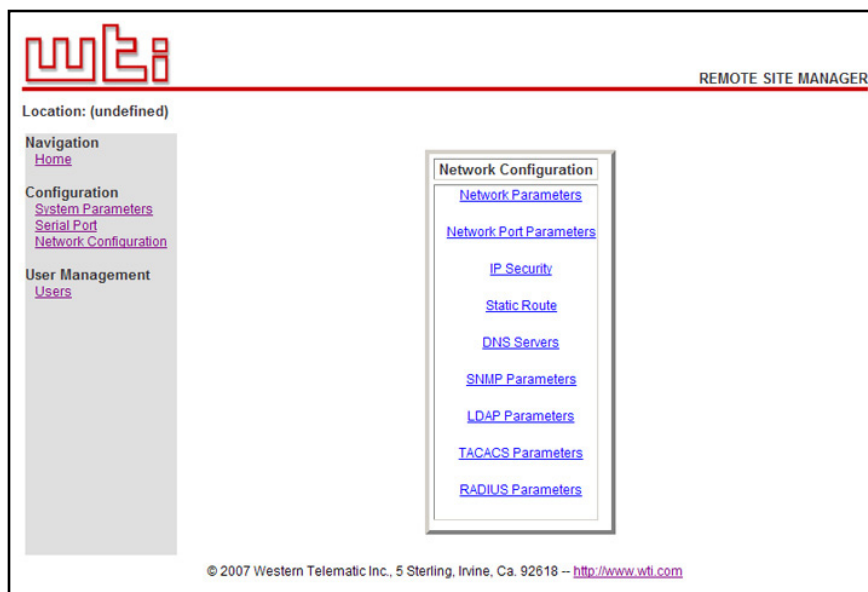 wti
REMOTE SITE MANAGER
Location: (undefined)
Navigation
Home
Configuration
System Parameters
Serial Port
Network Configuration
User Management
Users
Network Configuration
Network Parameters
Network Port Parameters
IP Security
Static Route
DNS Servers
SNMP Parameters
LDAP Parameters
TACACS Parameters
RADIUS Parameters
© 2007 Western Telematic Inc., 5 Sterling, Irvine, Ca. 92618 -- http://www.wti.com